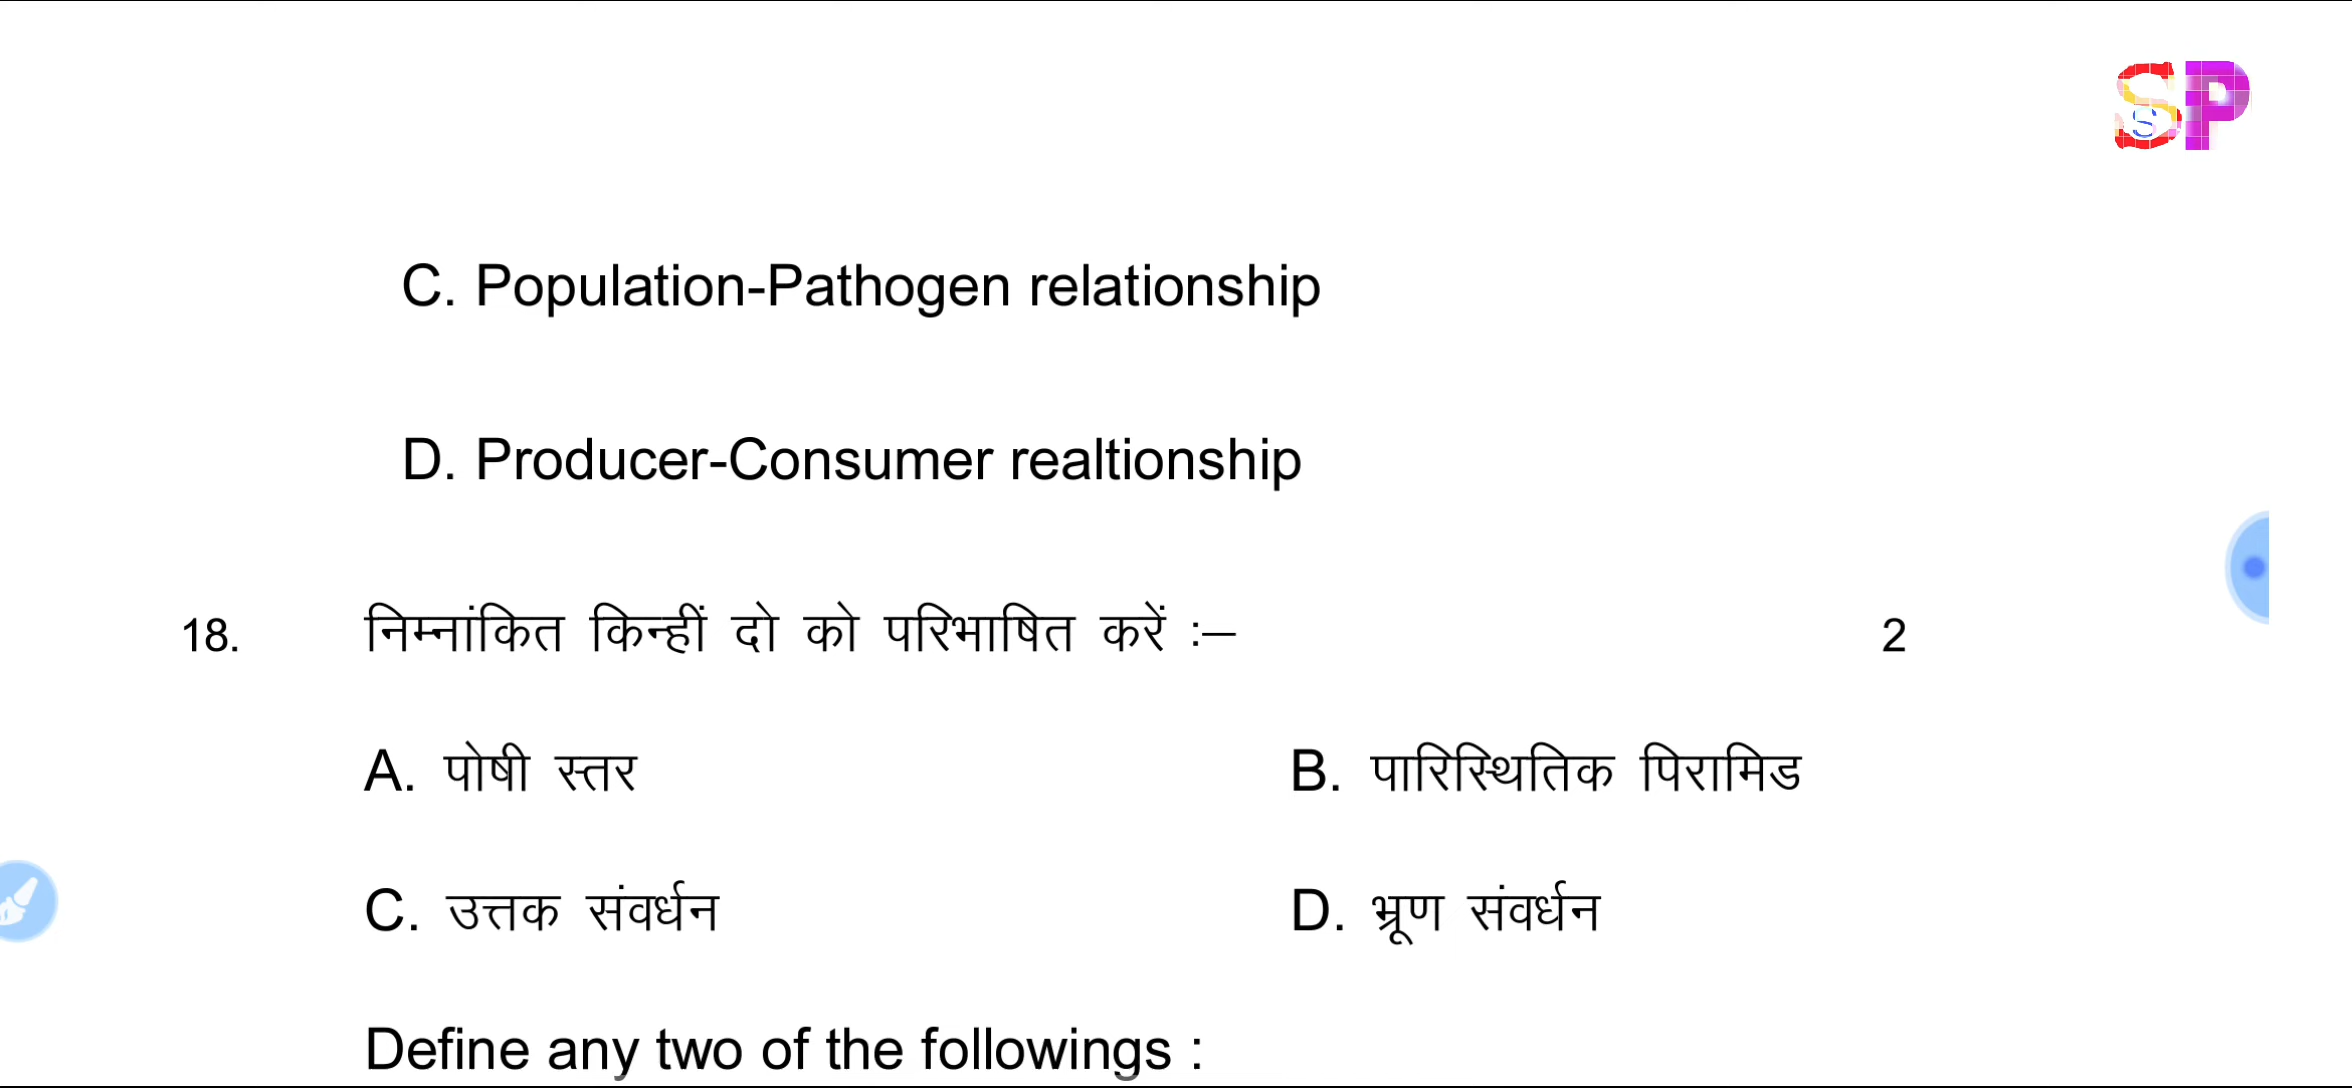 SP
S
C. Population-Pathogen relationship
D. Producer-Consumer realtionship
18. निम्नांकित किन्हीं दो को परिभाषित करें :— 2
A. पोषी स्तर B. पारिस्थितिक पिरामिड
C. उत्तक संवर्धन D. भ्रूण संवर्धन
Define any two of the followings :